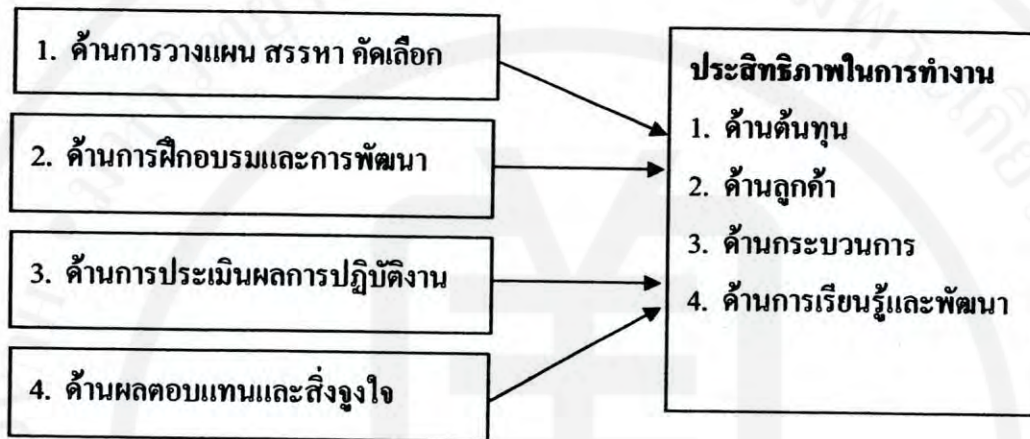 1. ด้านการวางแผน สรรหา คัดเลือก
2. ด้านการฝึกอบรมและการพัฒนา
3. ด้านการประเมินผลการปฏิบัติงาน
4. ด้านผลตอบแทนและสิ่งจูงใจ
ประสิทธิภาพในการทำงาน
1. ด้านต้นทุน
2. ด้านลูกค้า
3. ด้านกระบวนการ
4. ด้านการเรียนรู้และพัฒนา